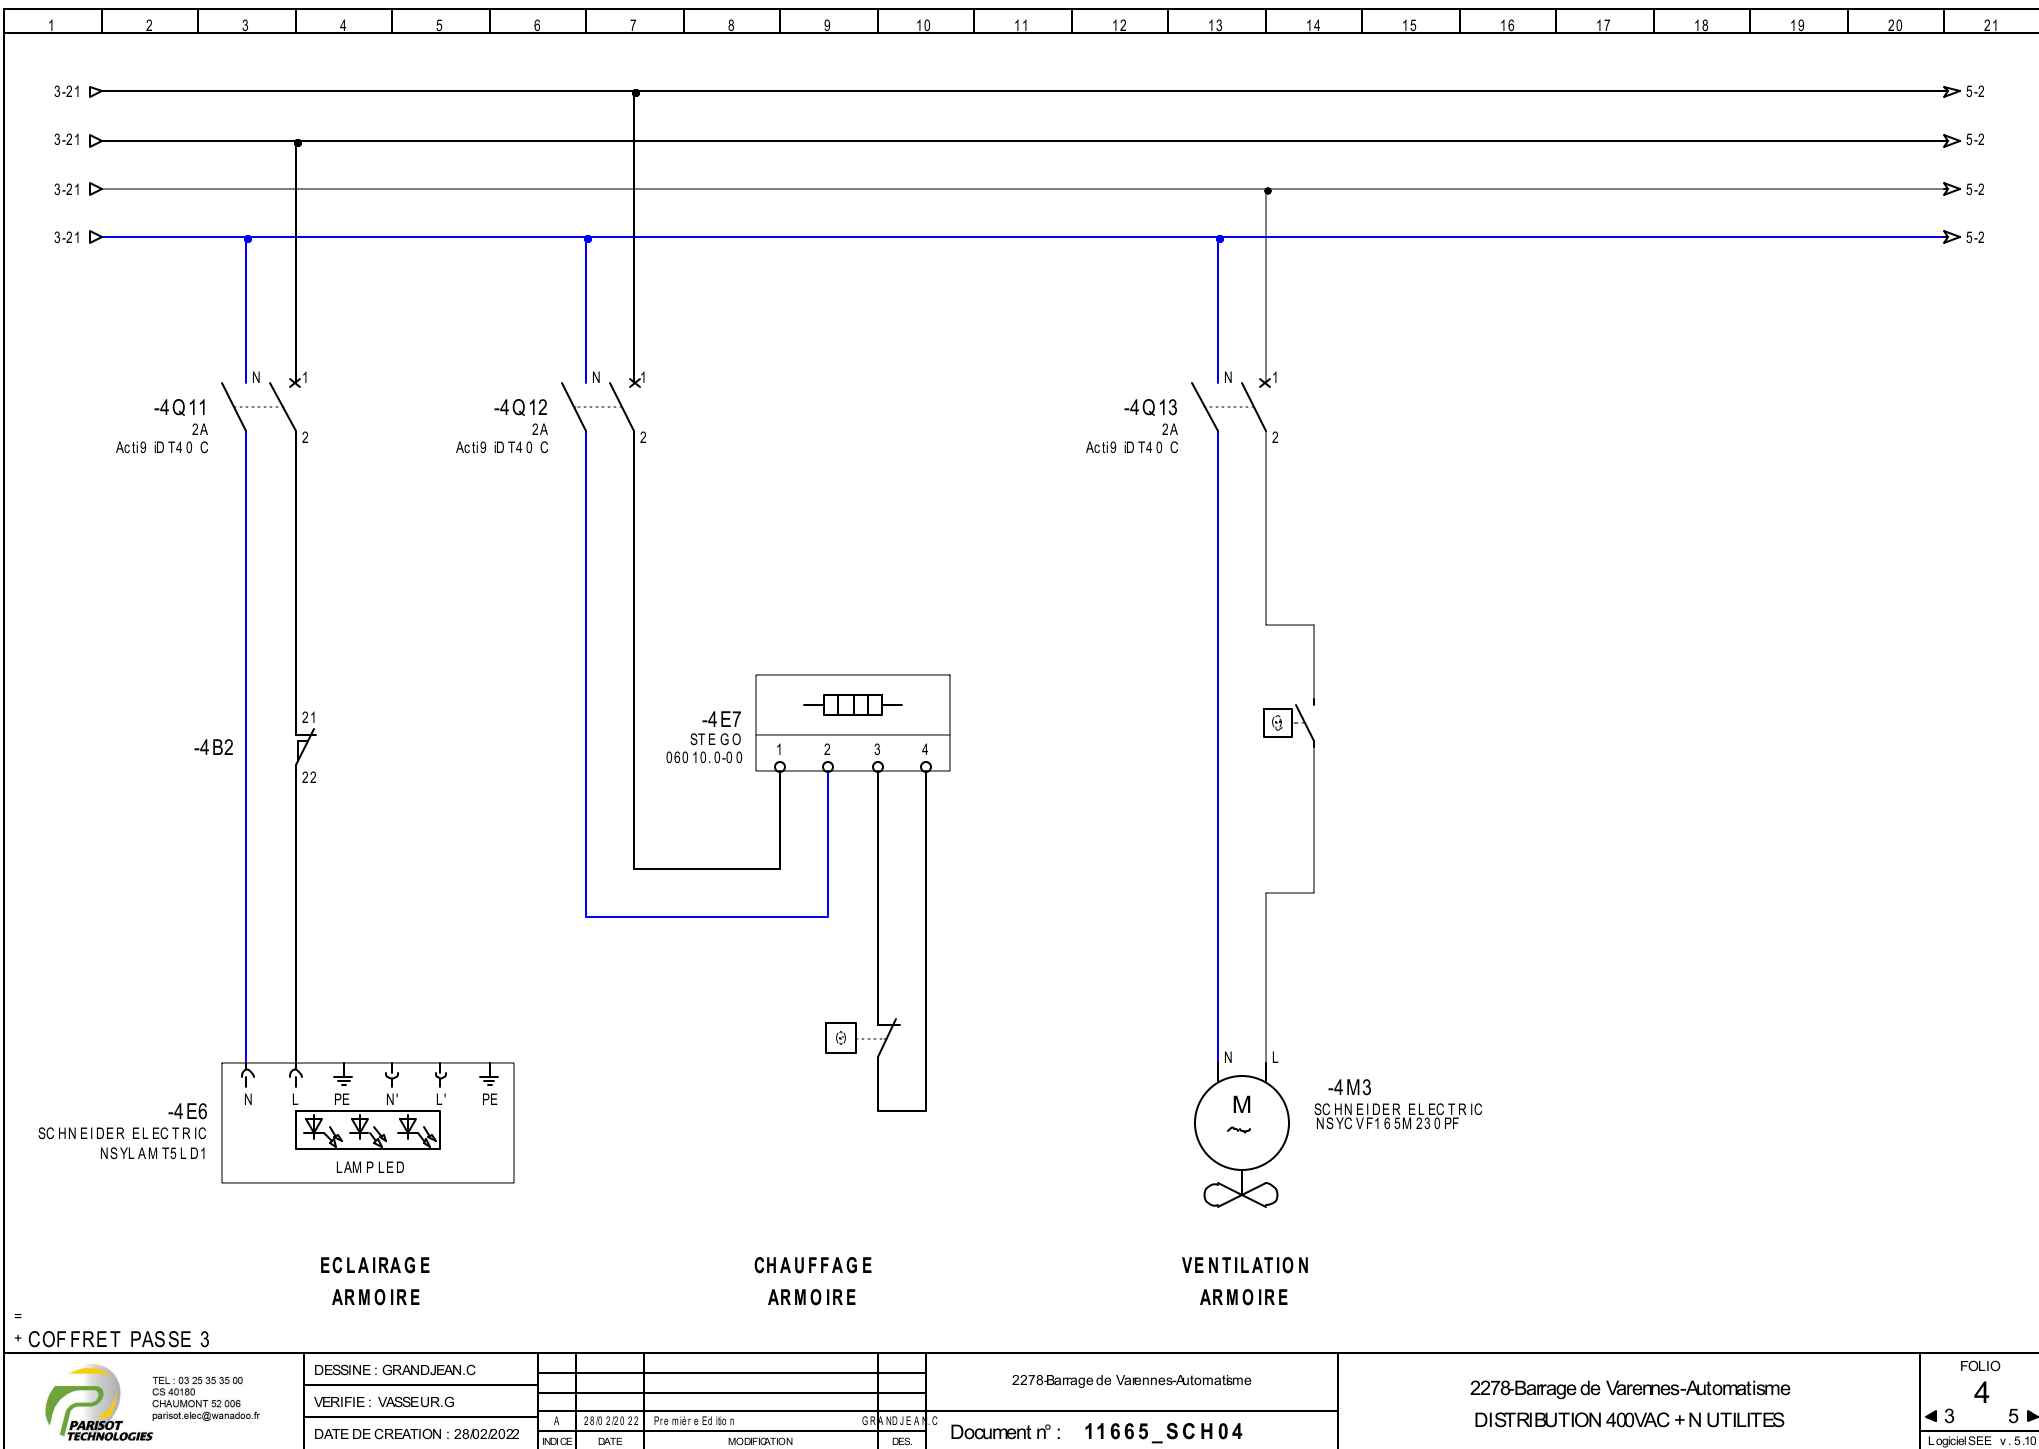 1 2 3 4 5 6 7 8 9 10 11 12 13 14 15 16 17 18 19 20 21
3-21 5-2
3-21 5-2
3-21 5-2
3-21 5-2
N 1 N 1 N 1
-4Q11 -4Q12 -4Q13
2A 2A 2A
2 2 2
Acti9 iDT40 C Acti9 iDT40 C Acti9 iDT40 C
21
-4B2
22
-4E7
STEGO
06010.0-00
1 2 3 4
N L
M
-4M3
SCHNEIDER ELECTRIC
NSYCVF165M230PF
N L PE N' L' PE
-4E6
SCHNEIDER ELECTRIC
NSYLAMT5LD1
LAMP LED
ECLAIRAGE
ARMOIRE
CHAUFFAGE
ARMOIRE
VENTILATION
ARMOIRE
=
+ COFFRET PASSE 3
PARISOT
TECHNOLOGIES
TEL : 03 25 35 35 00
CS 40180
CHAUMONT 52 006
parisot.elec@wanadoo.fr
DESSINE : GRANDJEAN.C
VERIFIE : VASSEUR.G
DATE DE CREATION : 28/02/2022
A 28/02/2022 Première Edition GRANDJEAN.C
INDICE DATE MODIFICATION DES.
2278-Barrage de Varennes-Automatisme
Document n° : 11665_SCH04
2278-Barrage de Varennes-Automatisme
DISTRIBUTION 400VAC + N UTILITES
FOLIO
4
3 5
Logiciel SEE v. 5.10